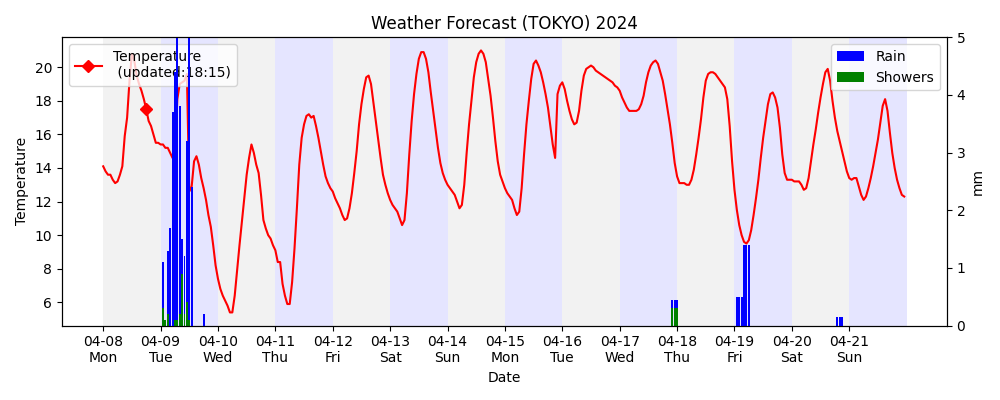 Weather Forecast (TOKYO) 2024
Temperature
(updated:18:15)
Rain
Showers
Temperature
20
18
16
14
12
10
8
6
5
4
3
2
1
0
mm
04-08 04-09 04-10 04-11 04-12 04-13 04-14 04-15 04-16 04-17 04-18 04-19 04-20 04-21
Mon Tue Wed Thu Fri Sat Sun Mon Tue Wed Thu Fri Sat Sun
Date